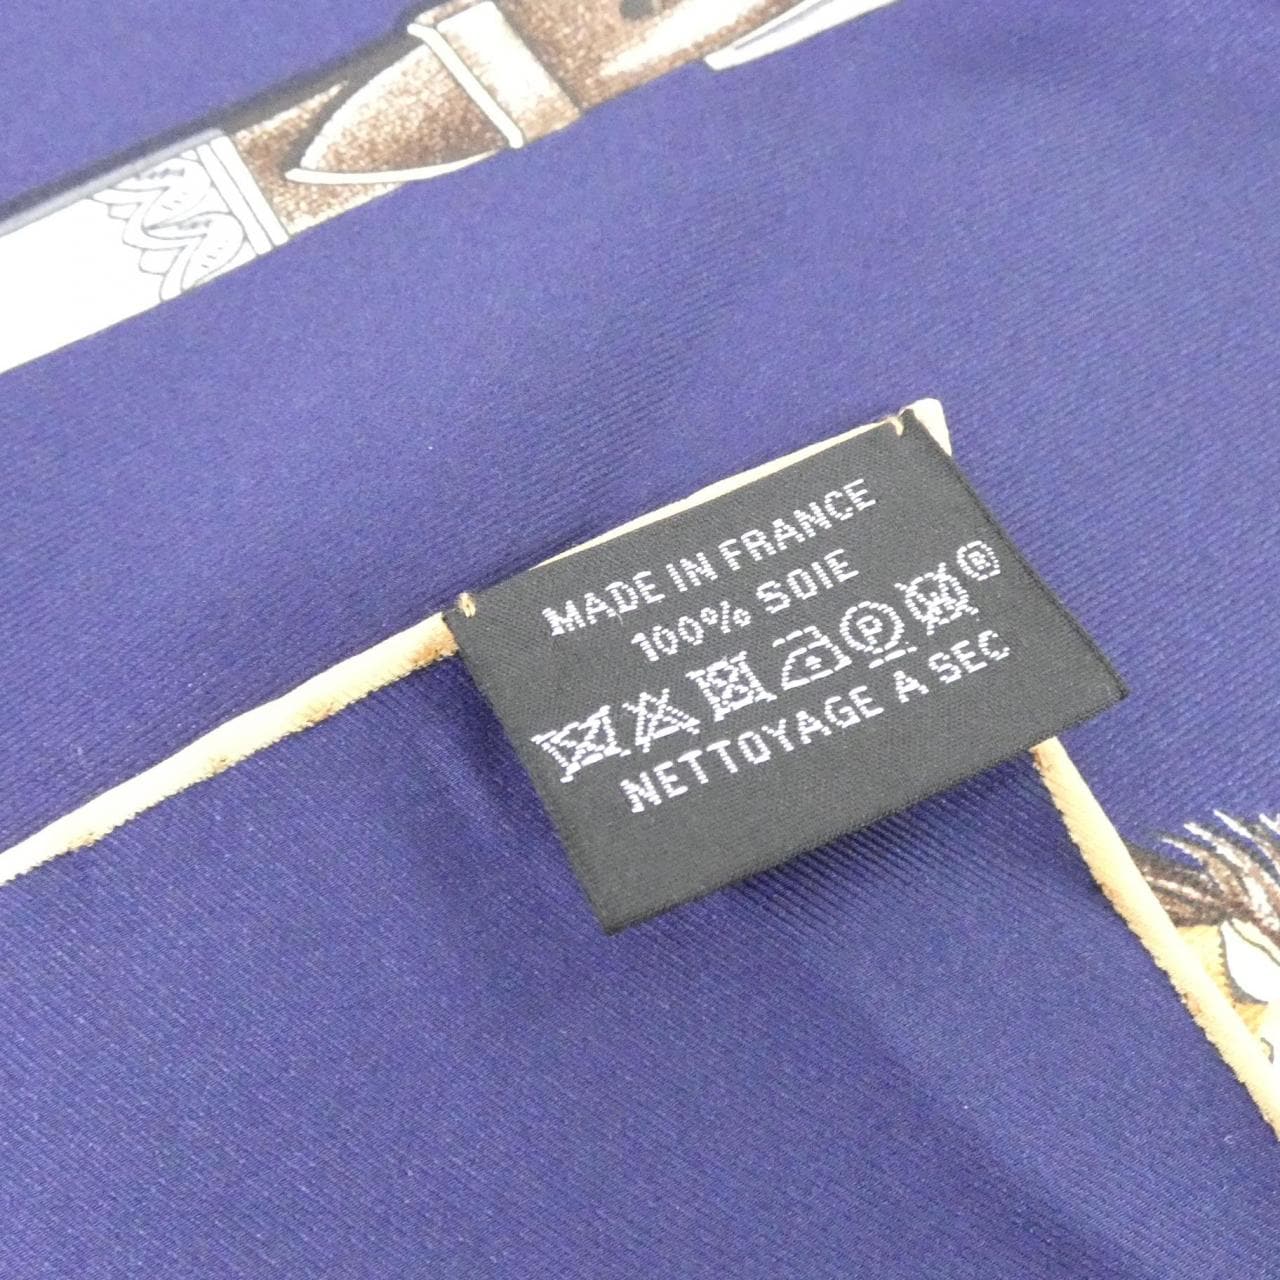 MADE IN FRANCE
100% SOIE
P ®
NETTOYAGE A SEC